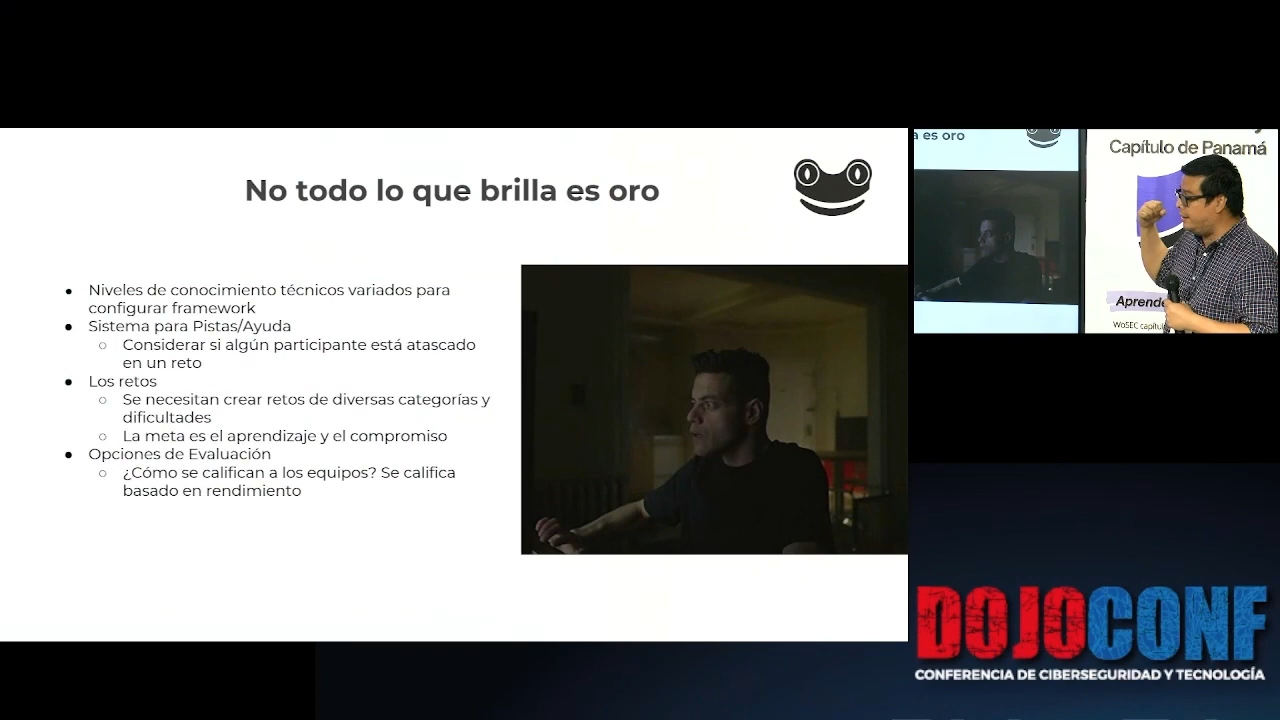 No todo lo que brilla es oro
● Niveles de conocimiento técnicos variados para
configurar framework
● Sistema para Pistas/Ayuda
○ Considerar si algún participante está atascado
en un reto
● Los retos
○ Se necesitan crear retos de diversas categorías y
dificultades
○ La meta es el aprendizaje y el compromiso
● Opciones de Evaluación
○ ¿Cómo se califican a los equipos? Se califica
basado en rendimiento
a es oro
Capítulo de Panamá
Aprende
WoSEC capítul
DOJOCONF
CONFERENCIA DE CIBERSEGURIDAD Y TECNOLOGÍA